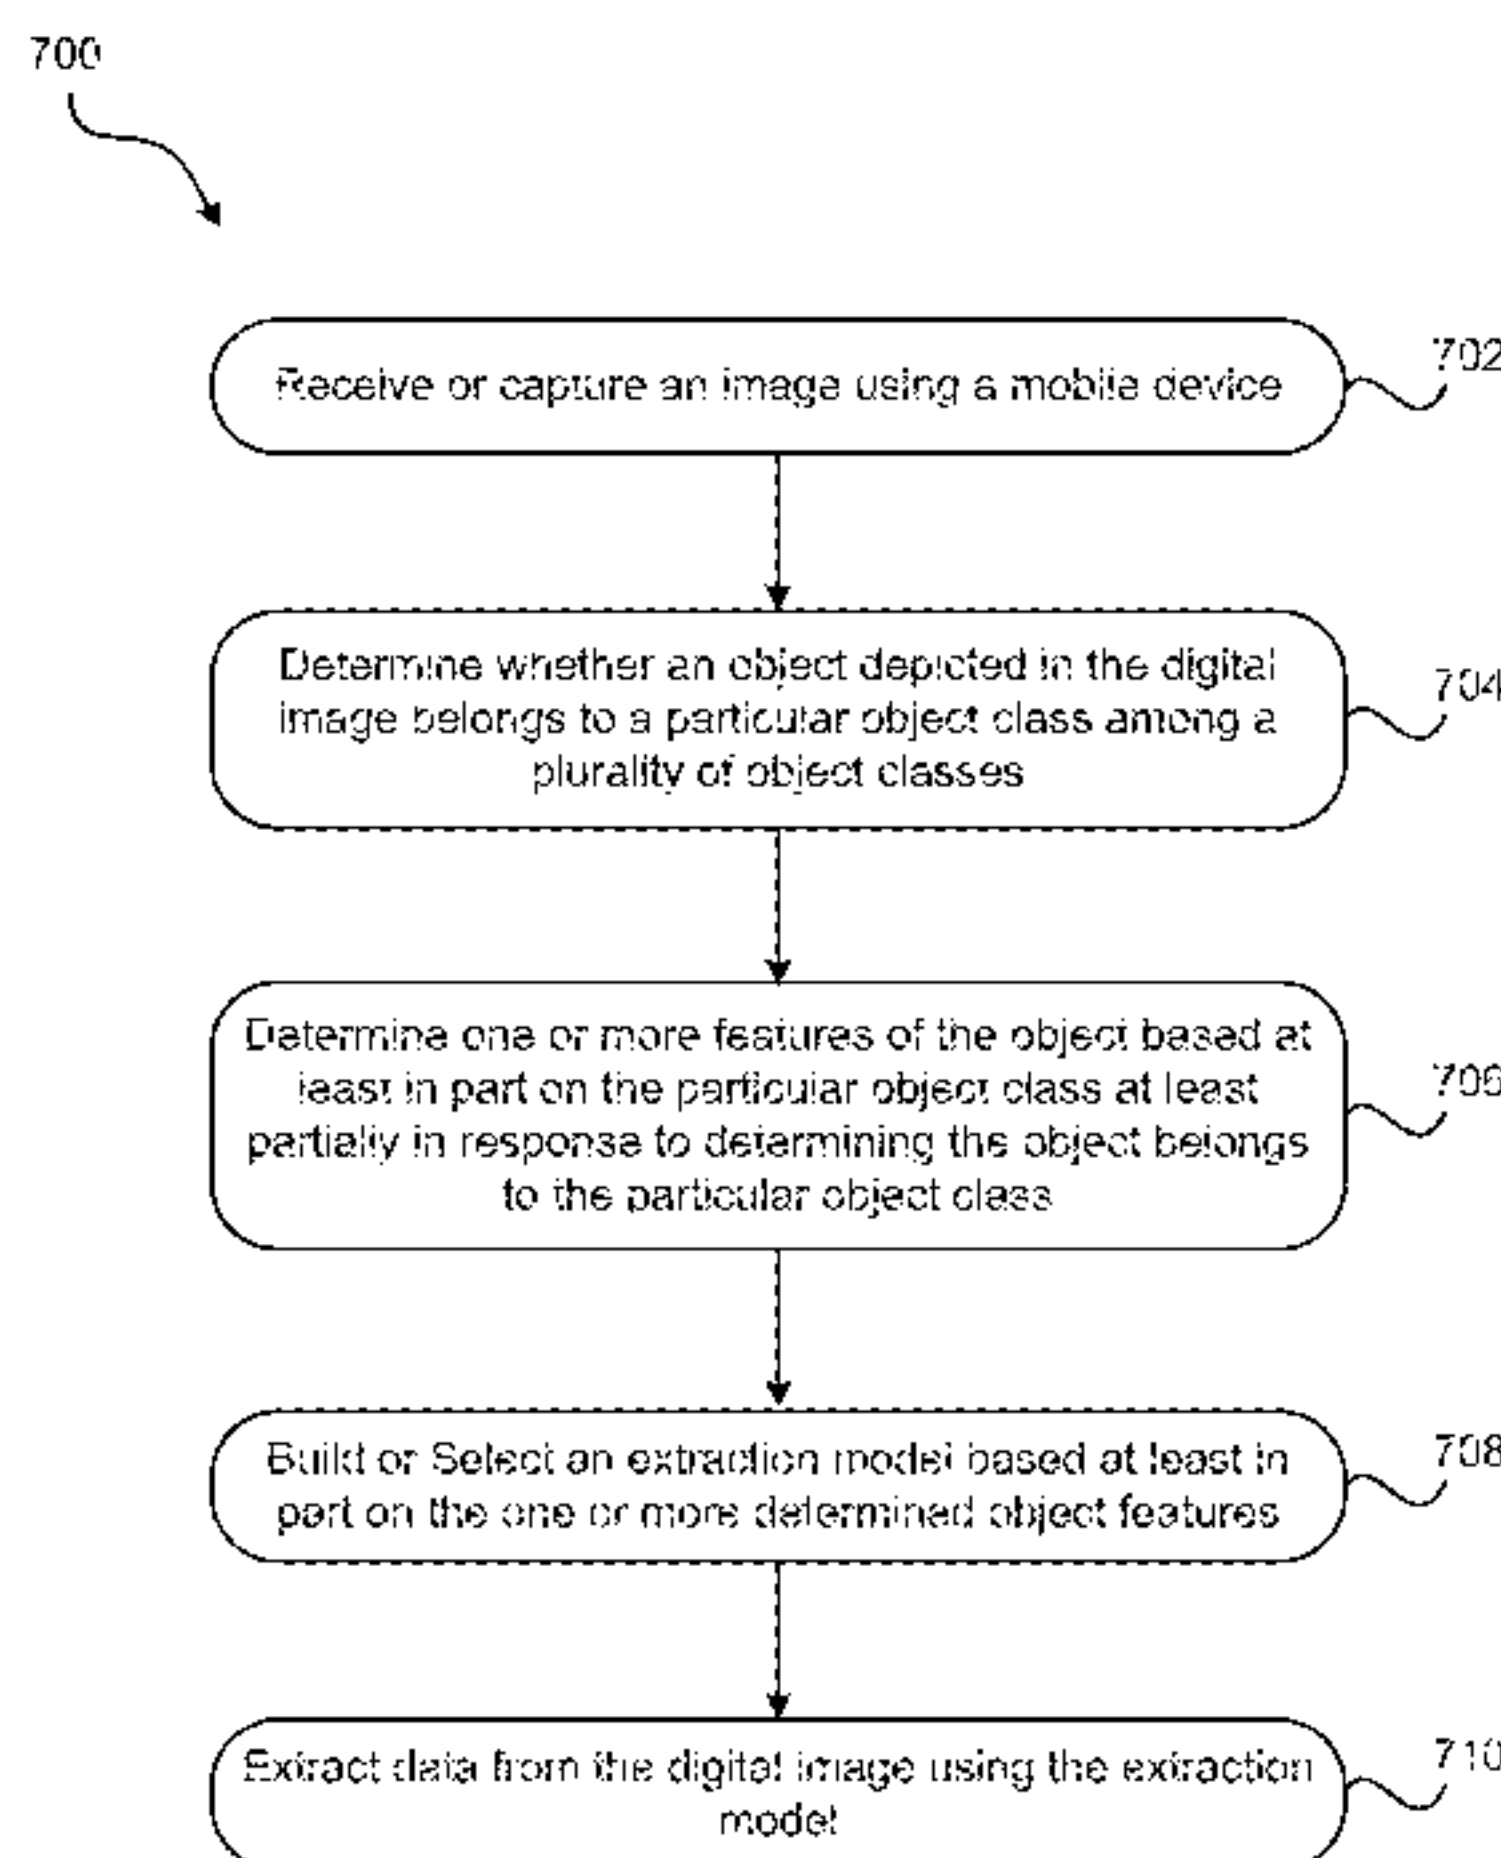 700
Receive or capture an image using a mobile device
702
Determine whether an object depicted in the digital
image belongs to a particular object class among a
plurality of object classes
704
Determine one or more features of the object based at
least in part on the particular object class at least
partially in response to determining the object belongs
to the particular object class
706
Build or Select an extraction model based at least in
part on the one or more determined object features
708
Extract data from the digital image using the extraction
model
710